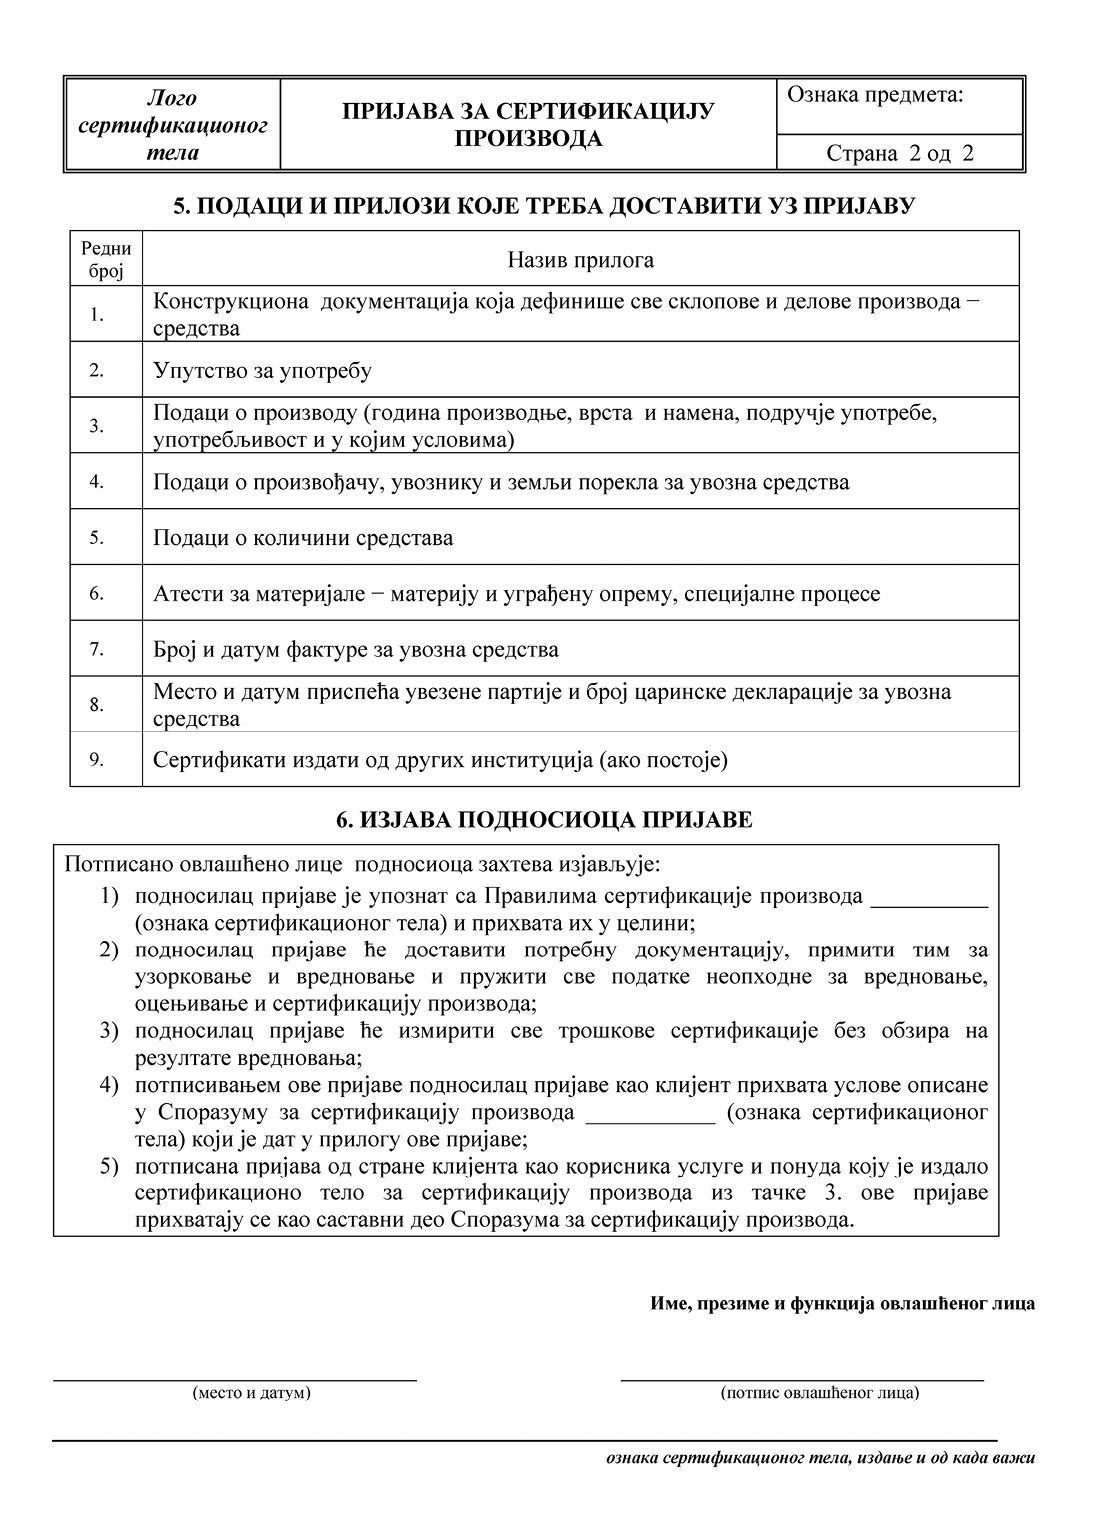 Лого
сертификационог
тела
ПРИЈАВА ЗА СЕРТИФИКАЦИЈУ
ПРОИЗВОДА
Ознака предмета:
Страна 2 од 2
5. ПОДАЦИ И ПРИЛОЗИ КОЈЕ ТРЕБА ДОСТАВИТИ УЗ ПРИЈАВУ
Редни
број
Назив прилога
1.
Конструкциона документација која дефинише све склопове и делове производа −
средства
2.
Упутство за употребу
3.
Подаци о производу (година производње, врста и намена, подручје употребе,
употребљивост и у којим условима)
4.
Подаци о произвођачу, увознику и земљи порекла за увозна средства
5.
Подаци о количини средстава
6.
Атести за материјале − материју и уграђену опрему, специјалне процесе
7.
Број и датум фактуре за увозна средства
8.
Место и датум приспећа увезене партије и број царинске декларације за увозна
средства
9.
Сертификати издати од других институција (ако постоје)
6. ИЗЈАВА ПОДНОСИОЦА ПРИЈАВЕ
Потписано овлашћено лице подносиоца захтева изјављује:
1) подносилац пријаве је упознат са Правилима сертификације производа __________
(ознака сертификационог тела) и прихвата их у целини;
2) подносилац пријаве ће доставити потребну документацију, примити тим за
узорковање и вредновање и пружити све податке неопходне за вредновање,
оцењивање и сертификацију производа;
3) подносилац пријаве ће измирити све трошкове сертификације без обзира на
резултате вредновања;
4) потписивањем ове пријаве подносилац пријаве као клијент прихвата услове описане
у Споразуму за сертификацију производа ___________ (ознака сертификационог
тела) који је дат у прилогу ове пријаве;
5) потписана пријава од стране клијента као корисника услуге и понуда коју је издало
сертификационо тело за сертификацију производа из тачке 3. ове пријаве
прихватају се као саставни део Споразума за сертификацију производа.
Име, презиме и функција овлашћеног лица
(место и датум)
(потпис овлашћеног лица)
ознака сертификационог тела, издање и од када важи